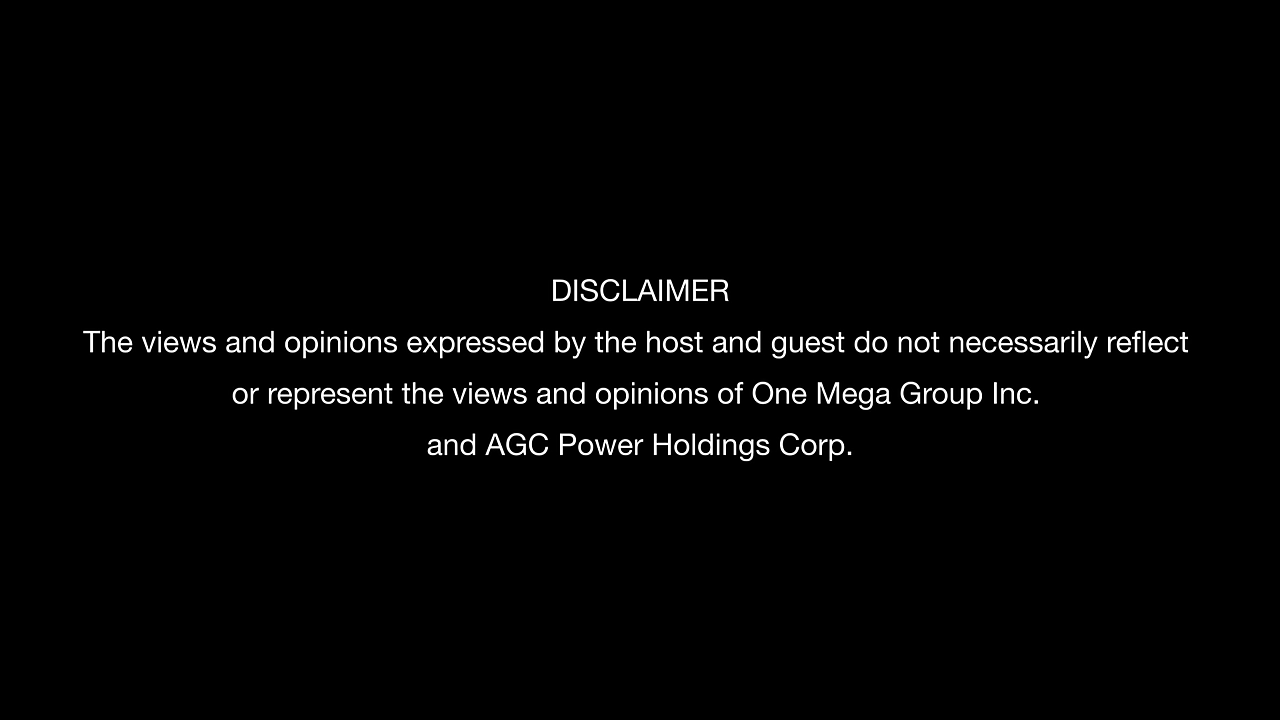 DISCLAIMER
The views and opinions expressed by the host and guest do not necessarily reflect
or represent the views and opinions of One Mega Group Inc.
and AGC Power Holdings Corp.